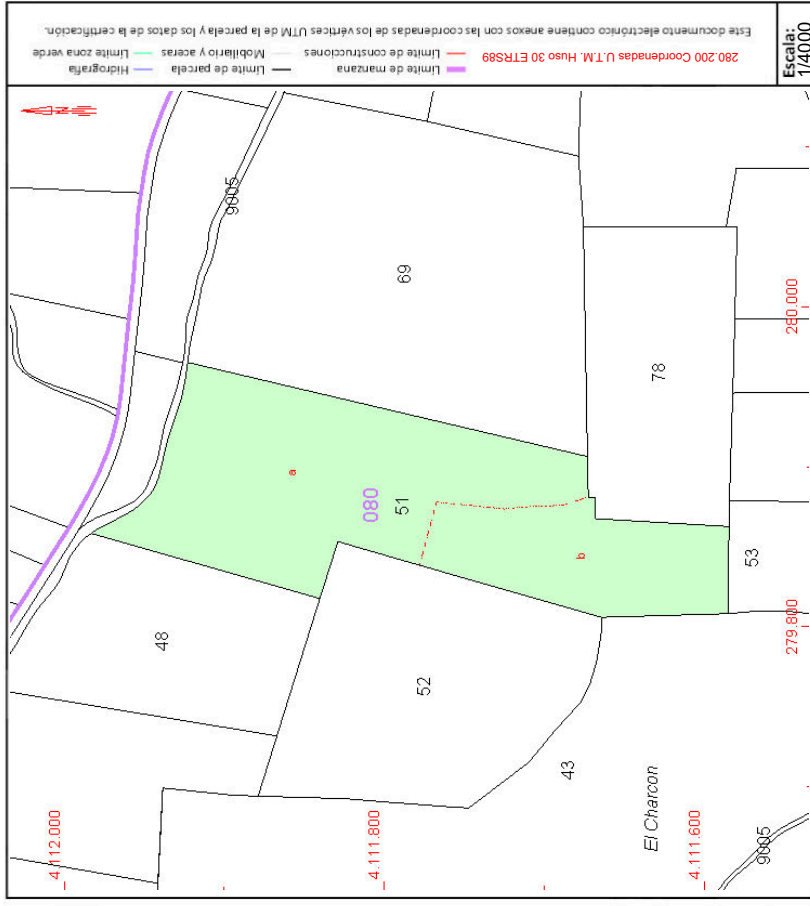 Este documento electrónico contiene anexos con las coordenadas de los vértices UTM de la parcela y los datos de la certificación.
280.200 Coordenadas U.T.M. Huso 30 ETRS89
Límite de manzana
Límite de parcela
Límite de construcciones
Mobiliario y aceras
Hidrografía
Límite zona verde
Escala:
1/4000
9005
69
a
080
51
48
78
b
53
52
43
El Charcon
9005
280.000
279.800
4.112.000
4.111.800
4.111.600